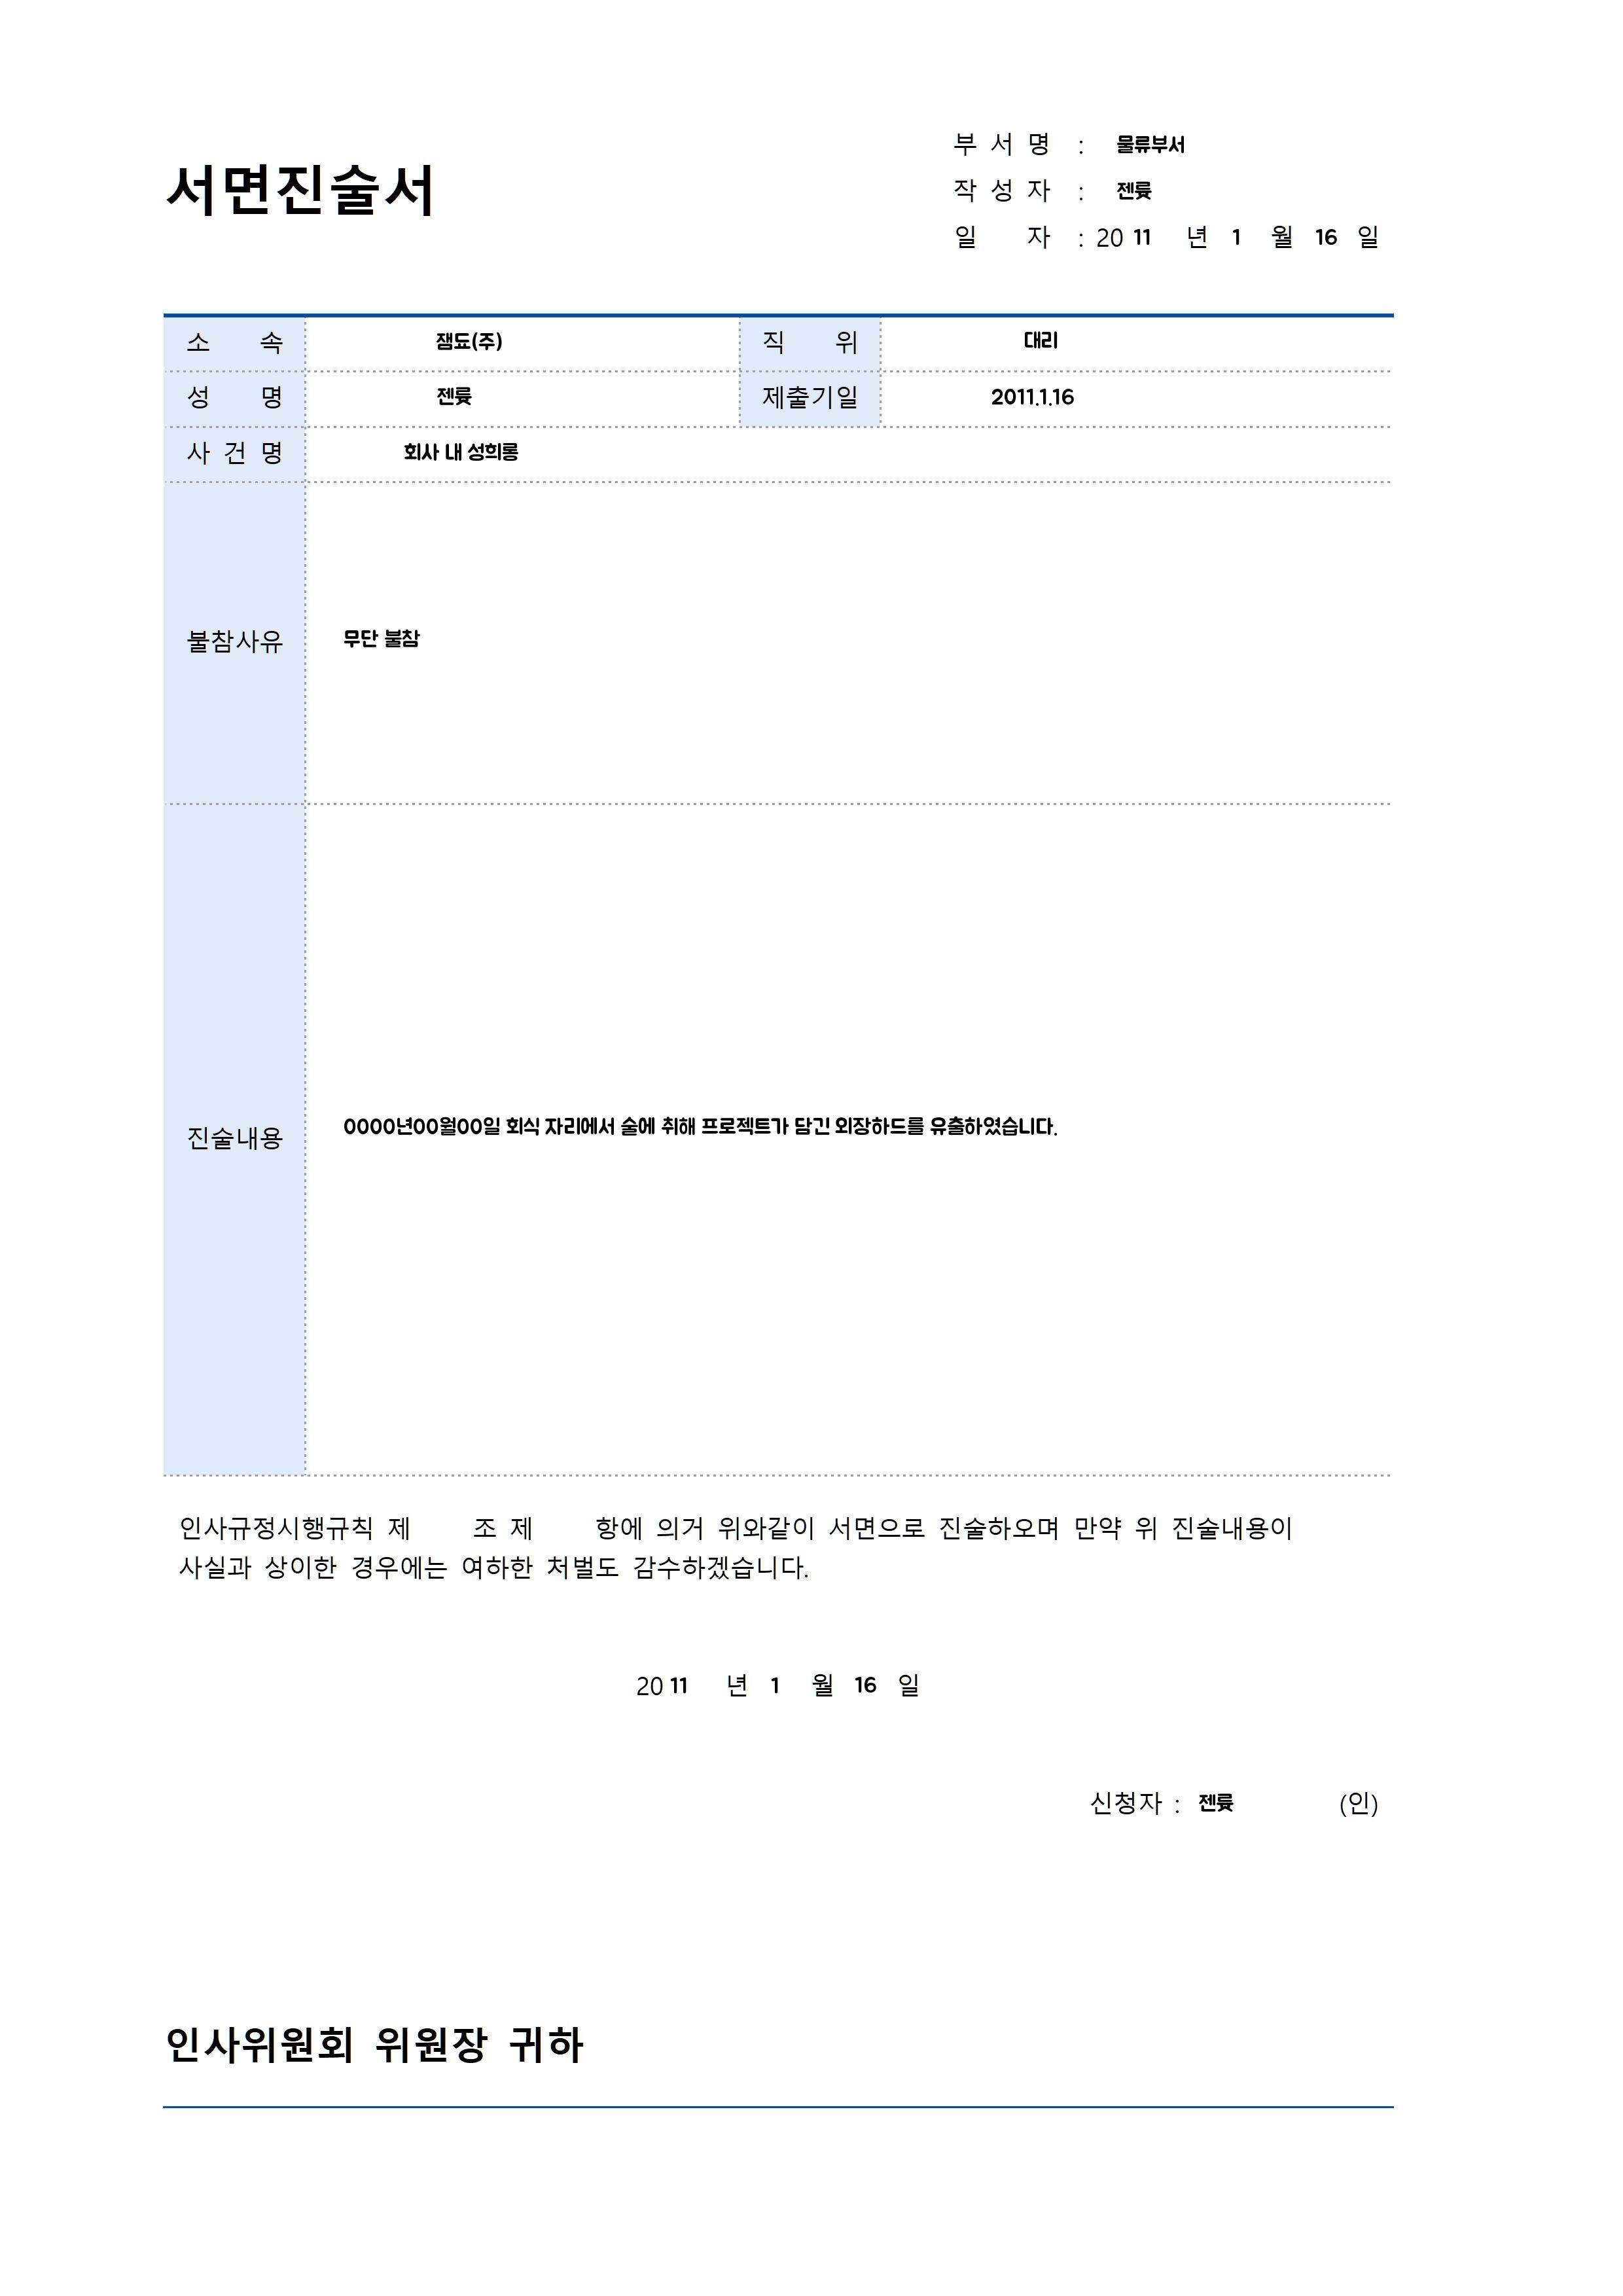 서면진술서
부 서 명 : 물류부서
작 성 자 : 젠륮
일 자 : 20 11 년 1 월 16 일
소 속 잼됴(주) 직 위 대리
성 명 젠륮 제출기일 2011.1.16
사 건 명 회사 내 성희롱
불참사유 무단 불참
진술내용 0000년00월00일 회식 자리에서 술에 취해 프로젝트가 담긴 외장하드를 유출하였습니다.
인사규정시행규칙 제 조 제 항에 의거 위와같이 서면으로 진술하오며 만약 위 진술내용이
사실과 상이한 경우에는 여하한 처벌도 감수하겠습니다.
20 11 년 1 월 16 일
신청자 : 젠륮 (인)
인사위원회 위원장 귀하